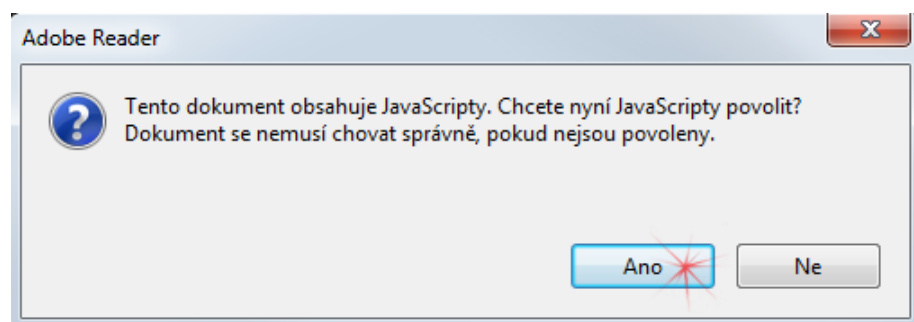 Adobe Reader
Tento dokument obsahuje JavaScripty. Chcete nyní JavaScripty povolit?
Dokument se nemusí chovat správně, pokud nejsou povoleny.
Ano
Ne